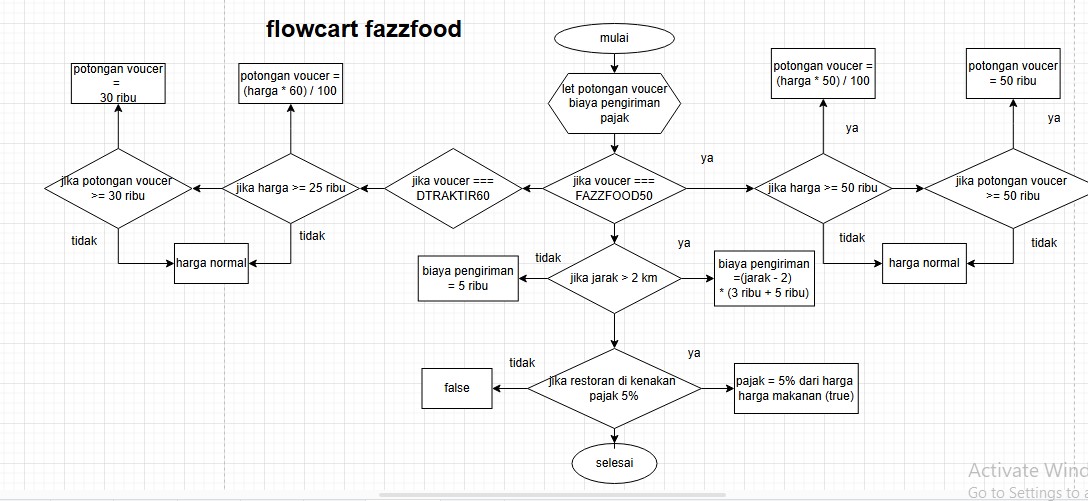 flowcart fazzfood
mulai
let potongan voucer
biaya pengiriman
pajak
potongan voucer
=
30 ribu
potongan voucer =
(harga * 60) / 100
potongan voucer =
(harga * 50) / 100
potongan voucer
= 50 ribu
ya
ya
ya
jika potongan voucer
>= 30 ribu
jika harga >= 25 ribu
jika voucer ===
DTRAKTIR60
jika voucer ===
FAZZFOOD50
jika harga >= 50 ribu
jika potongan voucer
>= 50 ribu
tidak
tidak
tidak
tidak
harga normal
harga normal
tidak
ya
biaya pengiriman
= 5 ribu
jika jarak > 2 km
biaya pengiriman
=(jarak - 2)
* (3 ribu + 5 ribu)
tidak
ya
false
jika restoran di kenakan
pajak 5%
pajak = 5% dari harga
harga makanan (true)
selesai
Activate Wind
Go to Settings to a